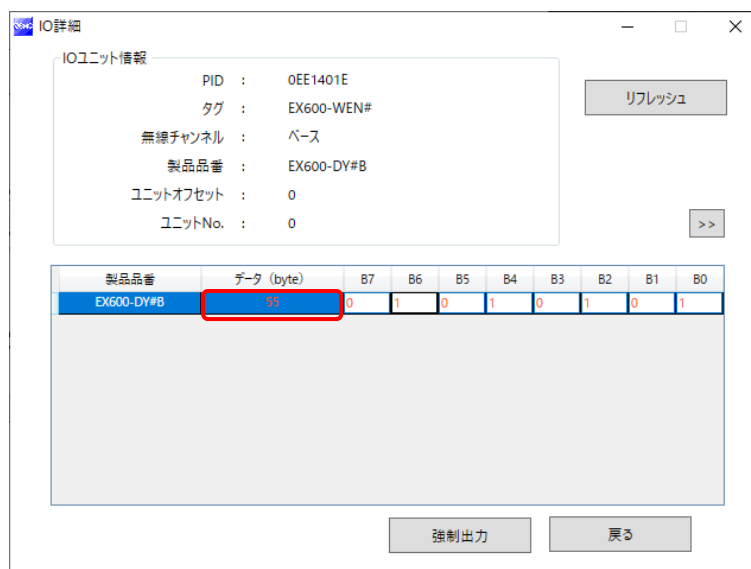 IO詳細
IOユニット情報
PID : 0EE1401E
タグ : EX600-WEN#
無線チャンネル : ベース
製品品番 : EX600-DY#B
ユニットオフセット : 0
ユニットNo. : 0
リフレッシュ
>>
製品品番 データ（byte） B7 B6 B5 B4 B3 B2 B1 B0
EX600-DY#B 55 0 1 0 1 0 1 0 1
強制出力 戻る